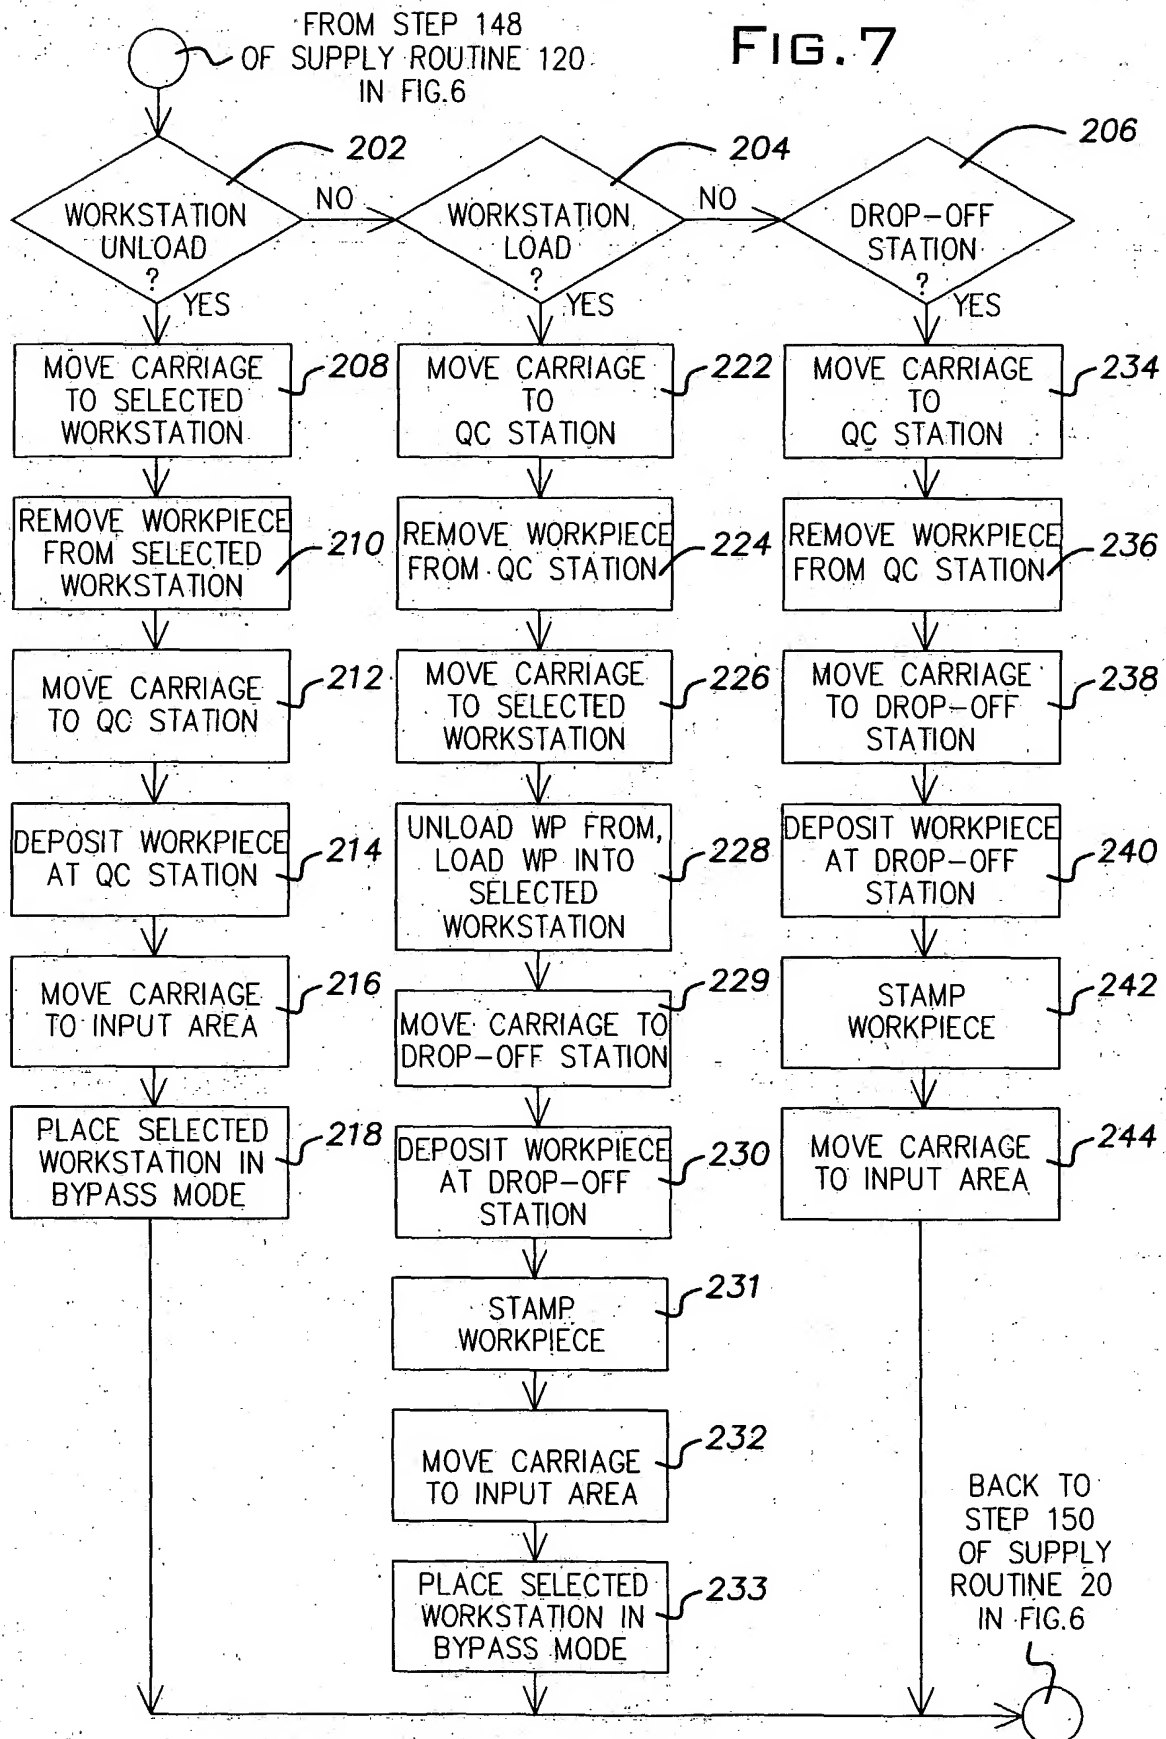 FROM STEP 148
OF SUPPLY ROUTINE 120
IN FIG.6
FIG. 7
202
204
206
WORKSTATION
UNLOAD
?
NO
YES
WORKSTATION
LOAD
?
NO
YES
DROP-OFF
STATION
?
YES
MOVE CARRIAGE
TO SELECTED
WORKSTATION
208
REMOVE WORKPIECE
FROM SELECTED
WORKSTATION
210
MOVE CARRIAGE
TO QC STATION
212
DEPOSIT WORKPIECE
AT QC STATION
214
MOVE CARRIAGE
TO INPUT AREA
216
PLACE SELECTED
WORKSTATION IN
BYPASS MODE
218
MOVE CARRIAGE
TO
QC STATION
222
REMOVE WORKPIECE
FROM QC STATION
224
MOVE CARRIAGE
TO SELECTED
WORKSTATION
226
UNLOAD WP FROM,
LOAD WP INTO
SELECTED
WORKSTATION
228
MOVE CARRIAGE TO
DROP-OFF STATION
229
DEPOSIT WORKPIECE
AT DROP-OFF
STATION
230
STAMP
WORKPIECE
231
MOVE CARRIAGE
TO INPUT AREA
232
PLACE SELECTED
WORKSTATION IN
BYPASS MODE
233
MOVE CARRIAGE
TO
QC STATION
234
REMOVE WORKPIECE
FROM QC STATION
236
MOVE CARRIAGE
TO DROP-OFF
STATION
238
DEPOSIT WORKPIECE
AT DROP-OFF
STATION
240
STAMP
WORKPIECE
242
MOVE CARRIAGE
TO INPUT AREA
244
BACK TO
STEP 150
OF SUPPLY
ROUTINE 20
IN FIG.6